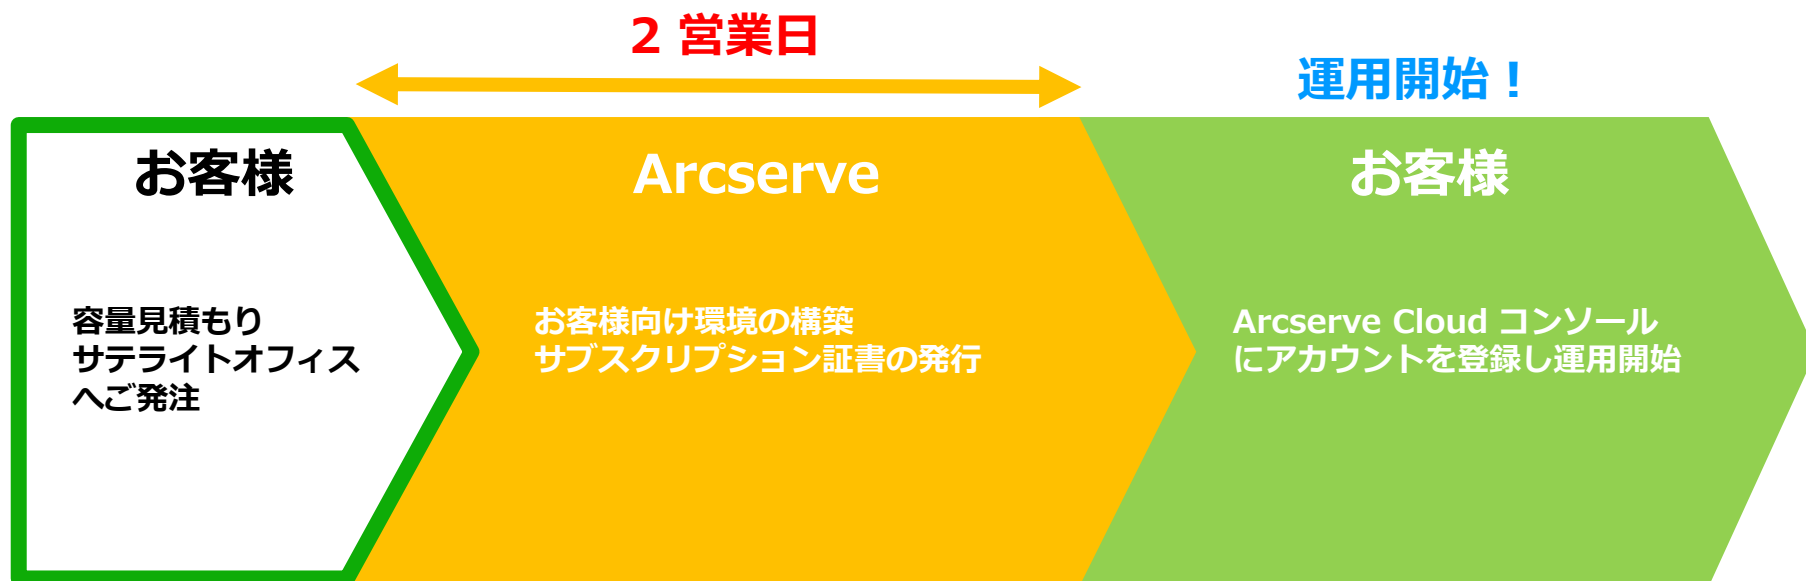 2 営業日
運用開始！
お客様
容量見積もり
サテライトオフィス
へご発注
Arcserve
お客様向け環境の構築
サブスクリプション証書の発行
お客様
Arcserve Cloud コンソール
にアカウントを登録し運用開始